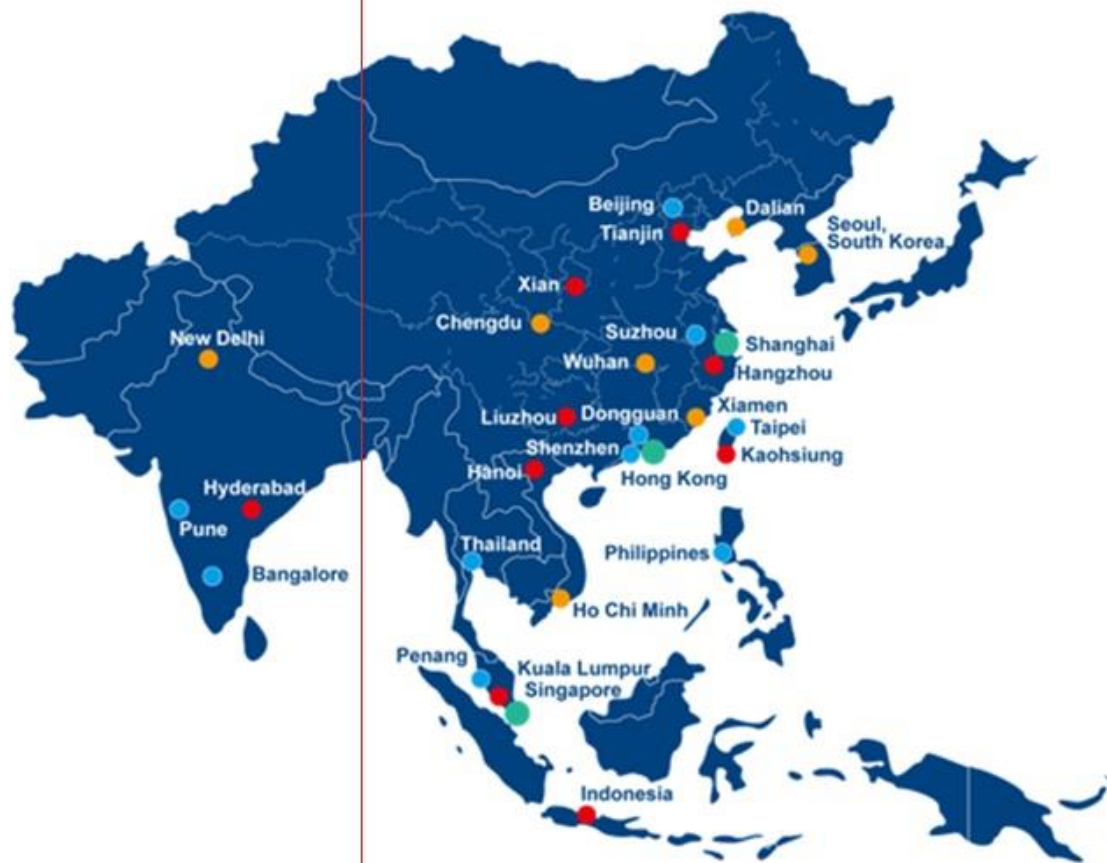 Beijing
Dalian
Tianjin
Seoul,
South Korea
Xian
Chengdu
Suzhou
Shanghai
New Delhi
Wuhan
Hangzhou
Xiamen
Liuzhou
Dongguan
Taipei
Shenzhen
Kaohsiung
Hanoi
Hong Kong
Hyderabad
Pune
Thailand
Philippines
Bangalore
Ho Chi Minh
Penang
Kuala Lumpur
Singapore
Indonesia